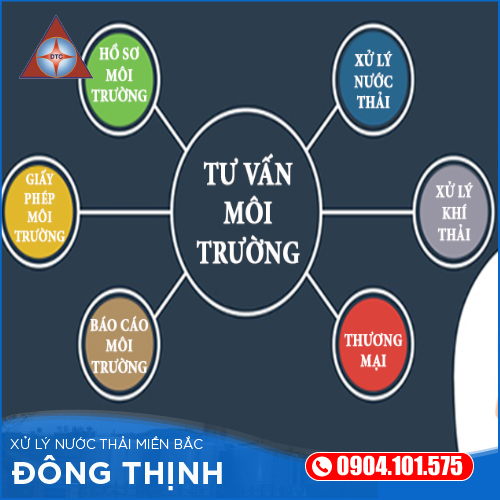 DTC
HỒ SƠ
MÔI
TRƯỜNG
XỬ LÝ
NƯỚC
THẢI
GIẤY
PHÉP
MÔI
TRƯỜNG
TƯ VẤN
MÔI
TRƯỜNG
XỬ LÝ
KHÍ
THẢI
BÁO CÁO
MÔI
TRƯỜNG
THƯƠNG
MẠI
XỬ LÝ NƯỚC THẢI MIỀN BẮC
ĐÔNG THỊNH
0904.101.575